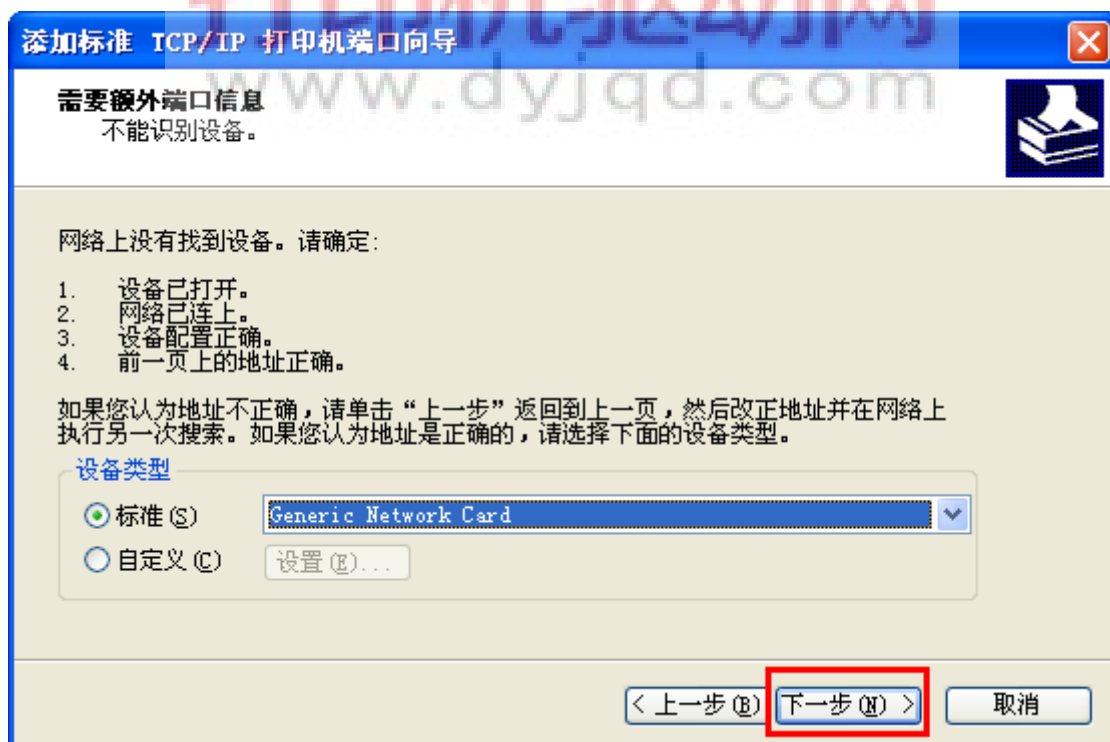 打印机驱动网
添加标准 TCP/IP 打印机端口向导
www.dyjqd.com
需要额外端口信息
不能识别设备。
网络上没有找到设备。请确定:
1. 设备已打开。
2. 网络已连上。
3. 设备配置正确。
4. 前一页上的地址正确。
如果您认为地址不正确,请单击“上一步”返回到上一页,然后改正地址并在网络上
执行另一次搜索。如果您认为地址是正确的,请选择下面的设备类型。
设备类型
标准(S) Generic Network Card
自定义(C) 设置(E)...
< 上一步(B) 下一步(N) > 取消